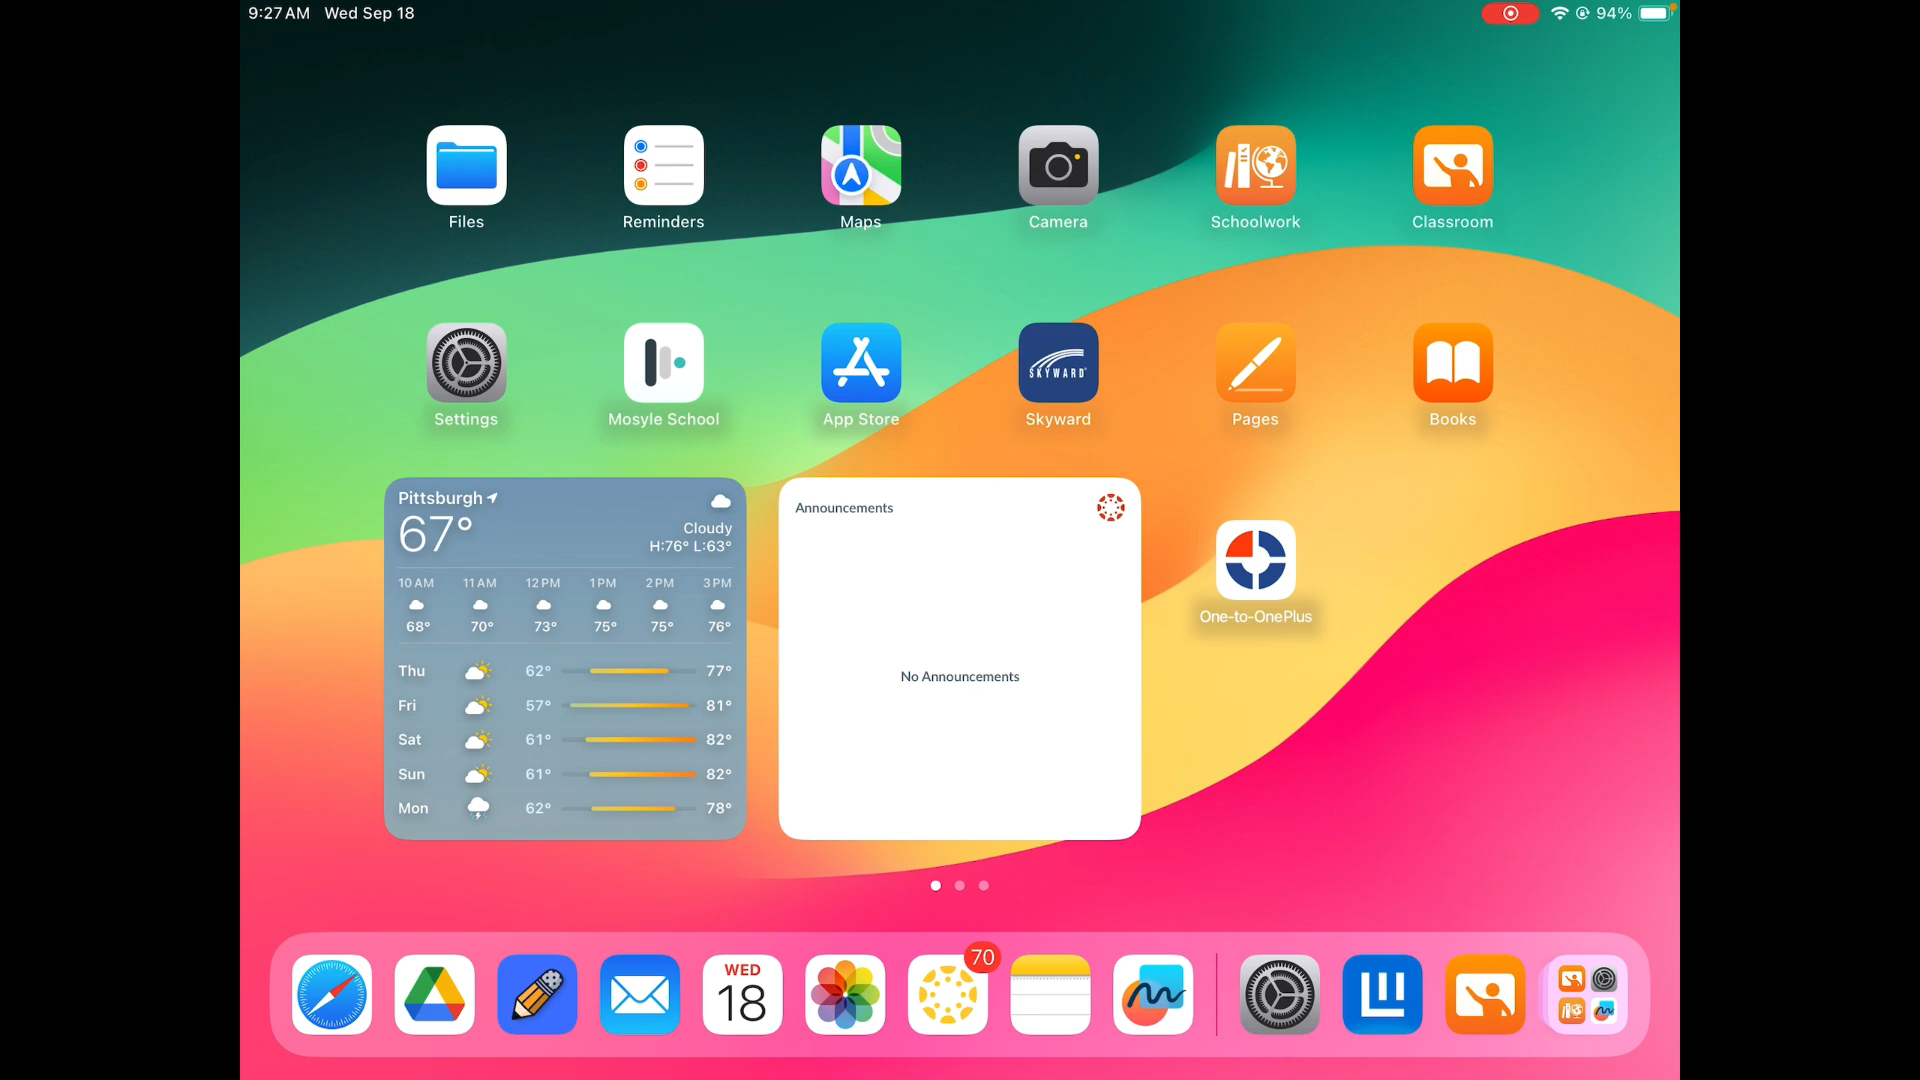 9:27 AM Wed Sep 18
94%
Files
Reminders
Maps
Camera
Schoolwork
Classroom
Settings
Mosyle School
App Store
SKYWARD
Skyward
Pages
Books
Pittsburgh
67°
Cloudy
H:76° L:63°
10 AM 11 AM 12 PM 1 PM 2 PM 3 PM
68° 70° 73° 75° 75° 76°
Thu 62° 77°
Fri 57° 81°
Sat 61° 82°
Sun 61° 82°
Mon 62° 78°
Announcements
No Announcements
One-to-OnePlus
WED
18
70